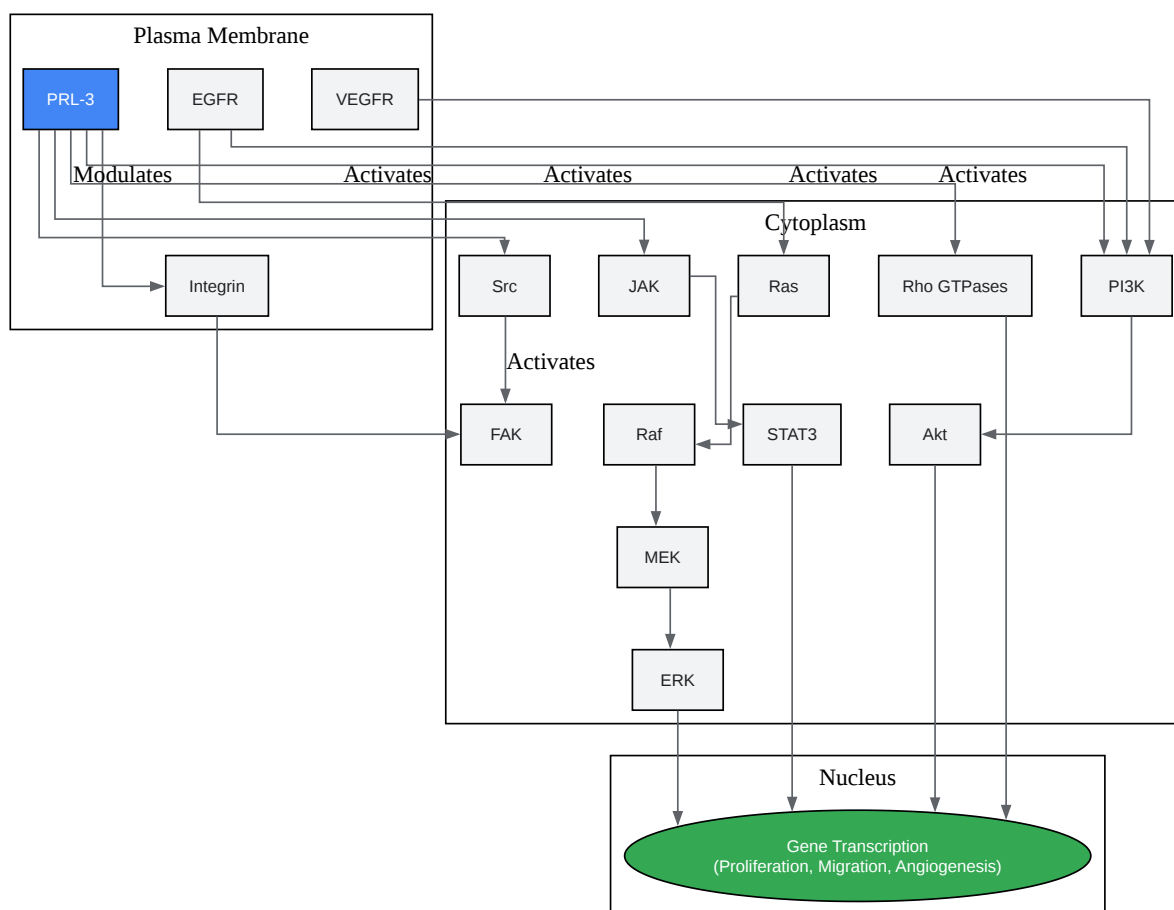 Plasma Membrane
PRL-3
EGFR
VEGFR
Modulates
Activates
Activates
Activates
Activates
Cytoplasm
Integrin
Src
JAK
Ras
Rho GTPases
PI3K
Activates
FAK
Raf
STAT3
Akt
MEK
ERK
Nucleus
Gene Transcription
(Proliferation, Migration, Angiogenesis)